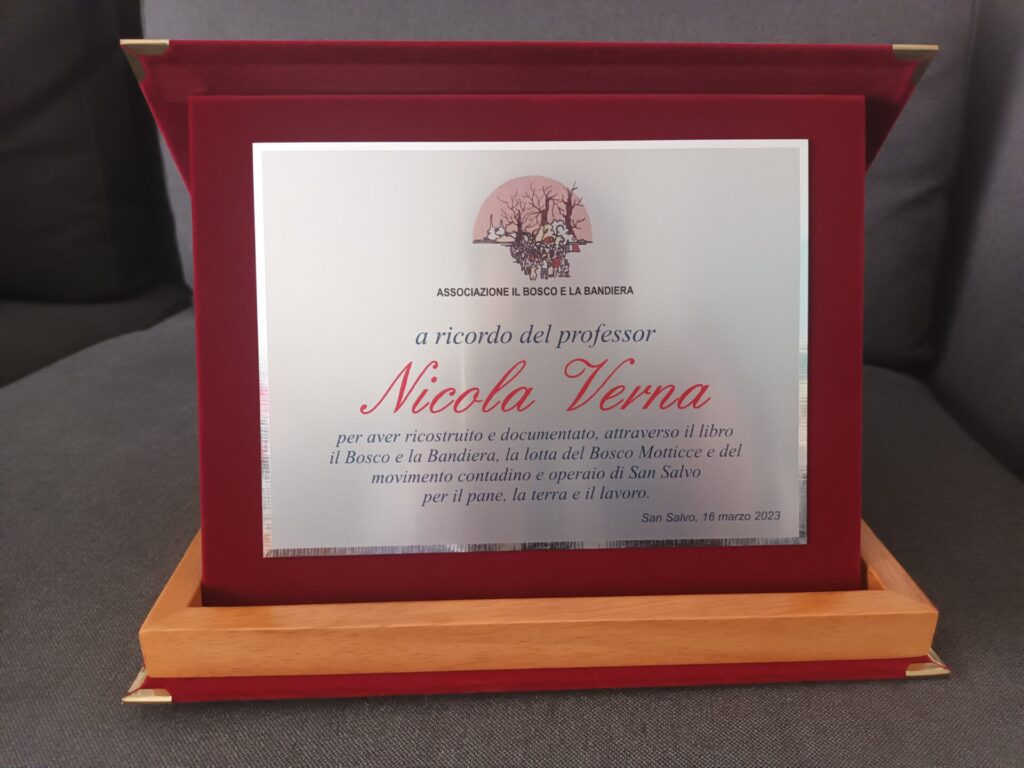 ASSOCIAZIONE IL BOSCO E LA BANDIERA
a ricordo del professor
Nicola Verna
per aver ricostruito e documentato, attraverso il libro
il Bosco e la Bandiera, la lotta del Bosco Motticce e del
movimento contadino e operaio di San Salvo
per il pane, la terra e il lavoro.
San Salvo, 16 marzo 2023